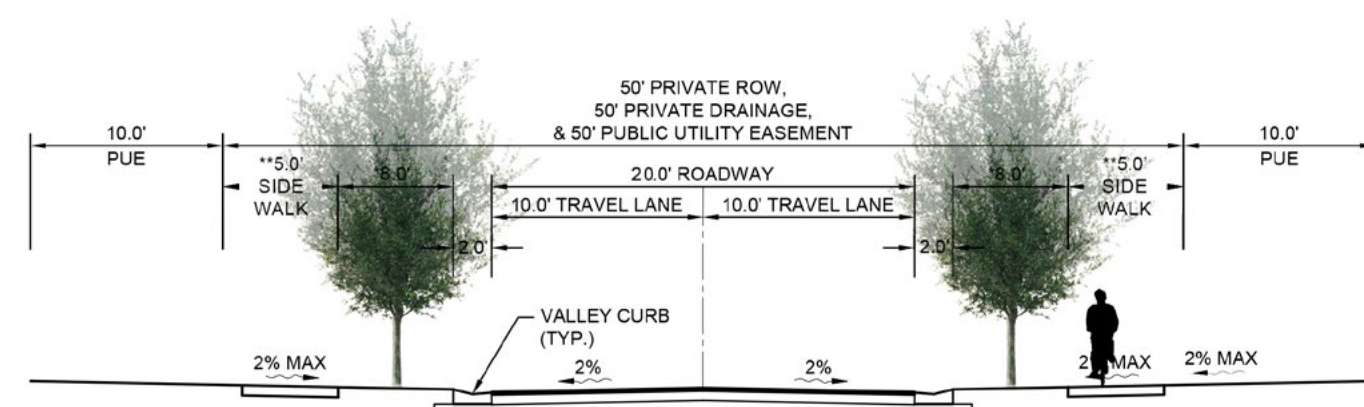 50' PRIVATE ROW,
50' PRIVATE DRAINAGE,
& 50' PUBLIC UTILITY EASEMENT
10.0'
PUE
10.0'
PUE
**5.0'
SIDE
WALK
8.0'
20.0' ROADWAY
8.0'
**5.0'
SIDE
WALK
10.0' TRAVEL LANE
10.0' TRAVEL LANE
2.0'
2.0'
VALLEY CURB
(TYP.)
2% MAX
2%
2%
2% MAX
2% MAX